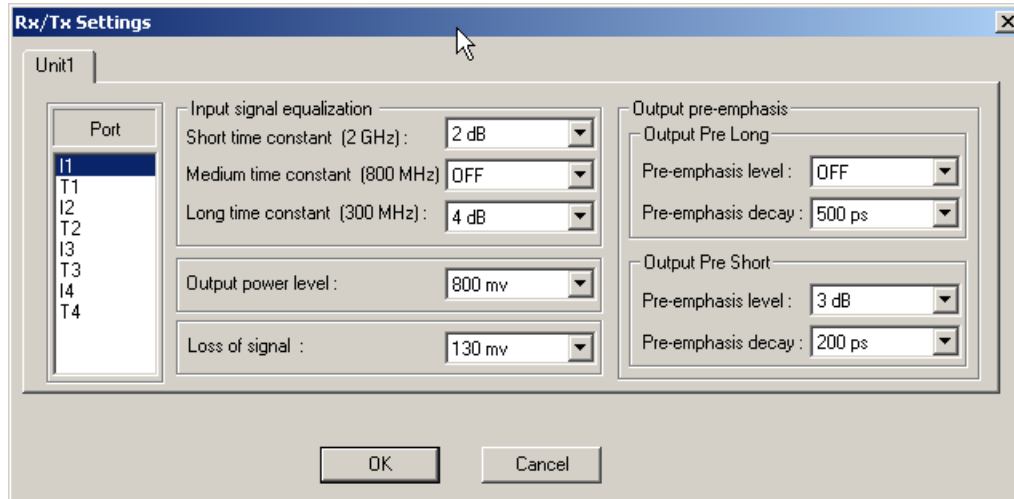 Rx/Tx Settings
Unit1
Port
I1
T1
I2
T2
I3
T3
I4
T4
Input signal equalization
Short time constant (2 GHz) : 2 dB
Medium time constant (800 MHz) OFF
Long time constant (300 MHz) : 4 dB
Output power level : 800 mv
Loss of signal : 130 mv
Output pre-emphasis
Output Pre Long
Pre-emphasis level : OFF
Pre-emphasis decay : 500 ps
Output Pre Short
Pre-emphasis level : 3 dB
Pre-emphasis decay : 200 ps
OK
Cancel